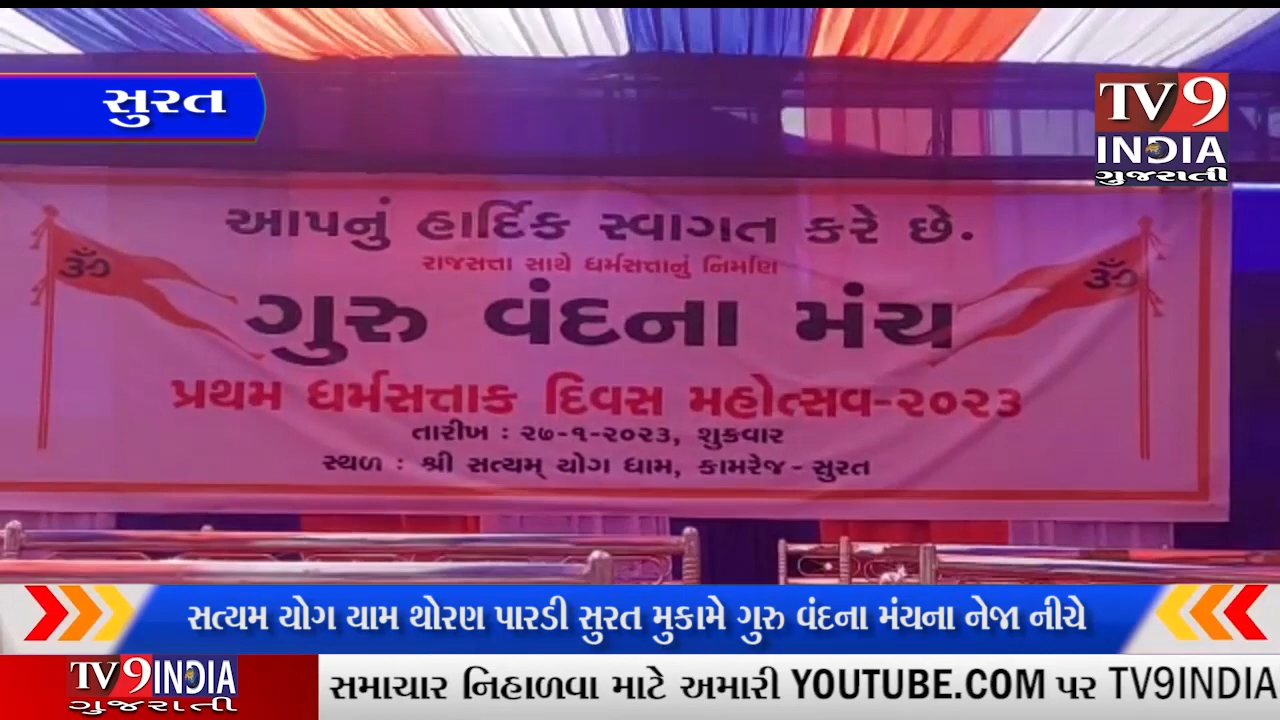 સુરત
TV9
INDIA
ગુજરાતી
આપનું હાર્દિક સ્વાગત કરે છે.
રાજસત્તા સાથે ધર્મસત્તાનું નિર્માણ
ૐ
ૐ
ગુરુ વંદના મંચ
પ્રથમ ધર્મસત્તાક દિવસ મહોત્સવ-૨૦૨૩
તારીખ : ૨૭-૧-૨૦૨૩, શુક્રવાર
સ્થળ : શ્રી સત્યમ્ યોગ ધામ, કામરેજ - સુરત
સત્યમ યોગ ચામ થોરણ પારડી સુરત મુકામે ગુરુ વંદના મંચના નેજા નીચે
TV9INDIA
ગુજરાતી
સમાચાર નિહાળવા માટે અમારી YOUTUBE.COM પર TV9INDIA